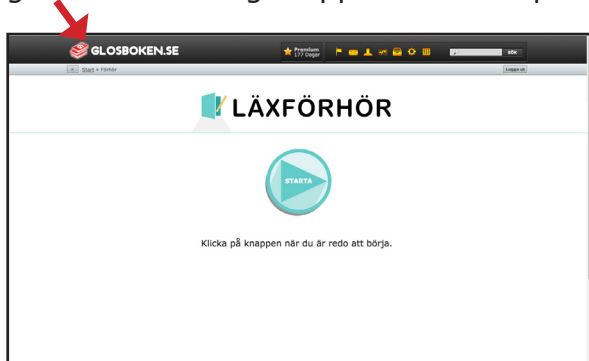 GLOSBOKEN.SE
Premium
177 Dagar
SÖK
Start » Förhör
Logga ut
LÄXFÖRHÖR
STARTA
Klicka på knappen när du är redo att börja.